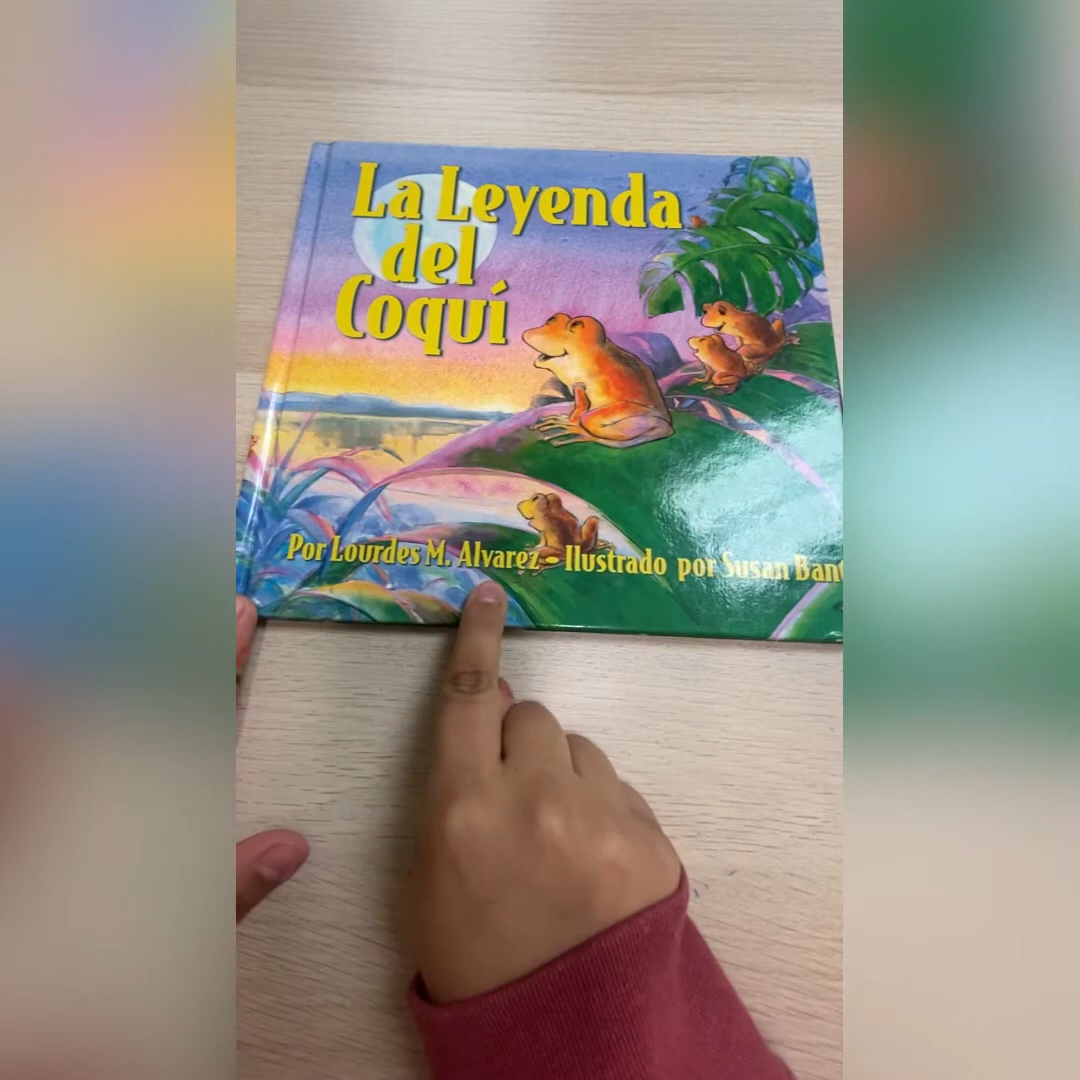 La Leyenda
del
Coquí
Por Lourdes M. Alvarez • Ilustrado por Susan